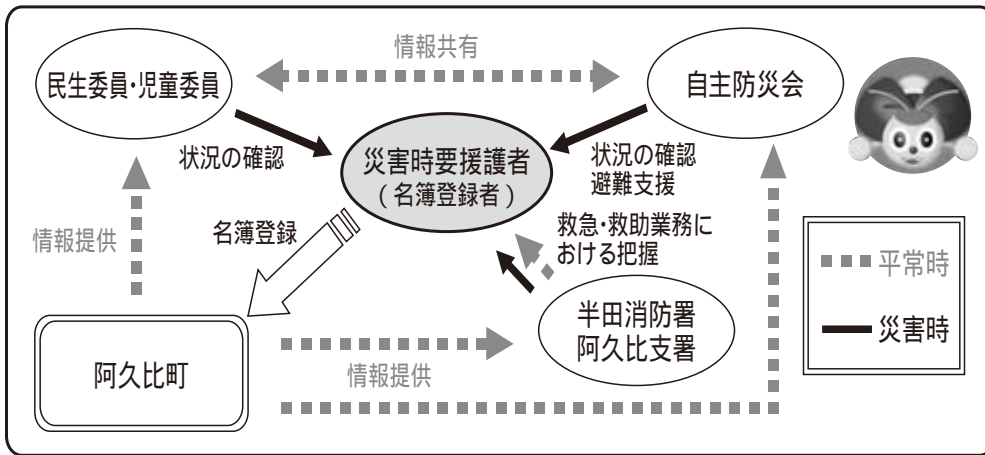 情報共有
民生委員・児童委員
自主防災会
状況の確認
災害時要援護者
（名簿登録者）
状況の確認
避難支援
情報提供
名簿登録
救急・救助業務に
おける把握
平常時
災害時
半田消防署
阿久比支署
阿久比町
情報提供